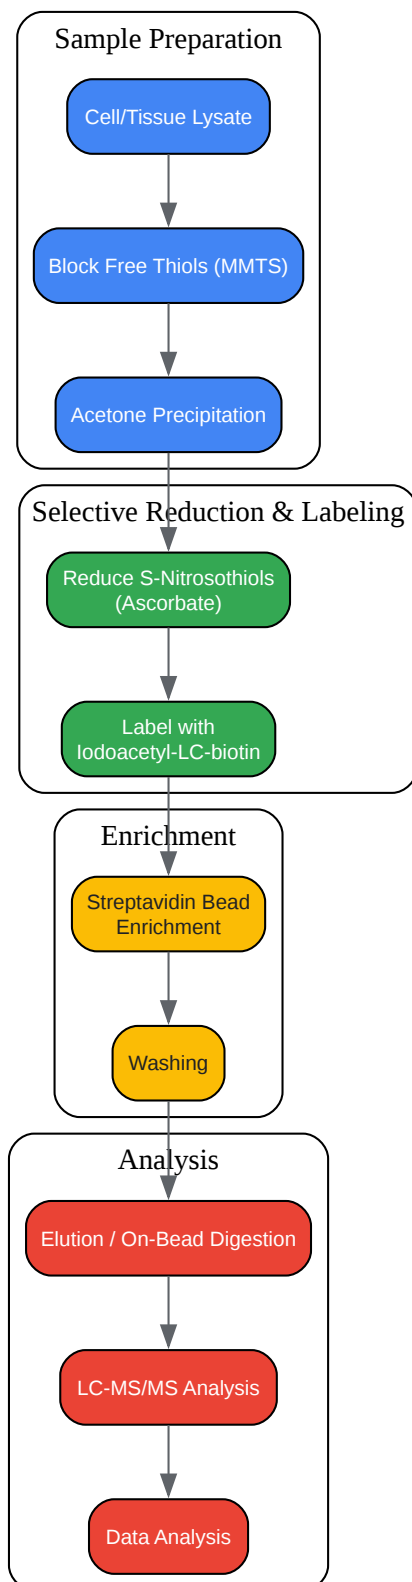 Sample Preparation
Cell/Tissue Lysate
Block Free Thiols (MMTS)
Acetone Precipitation
Selective Reduction & Labeling
Reduce S-Nitrosothiols
(Ascorbate)
Label with
Iodoacetyl-LC-biotin
Enrichment
Streptavidin Bead
Enrichment
Washing
Analysis
Elution / On-Bead Digestion
LC-MS/MS Analysis
Data Analysis